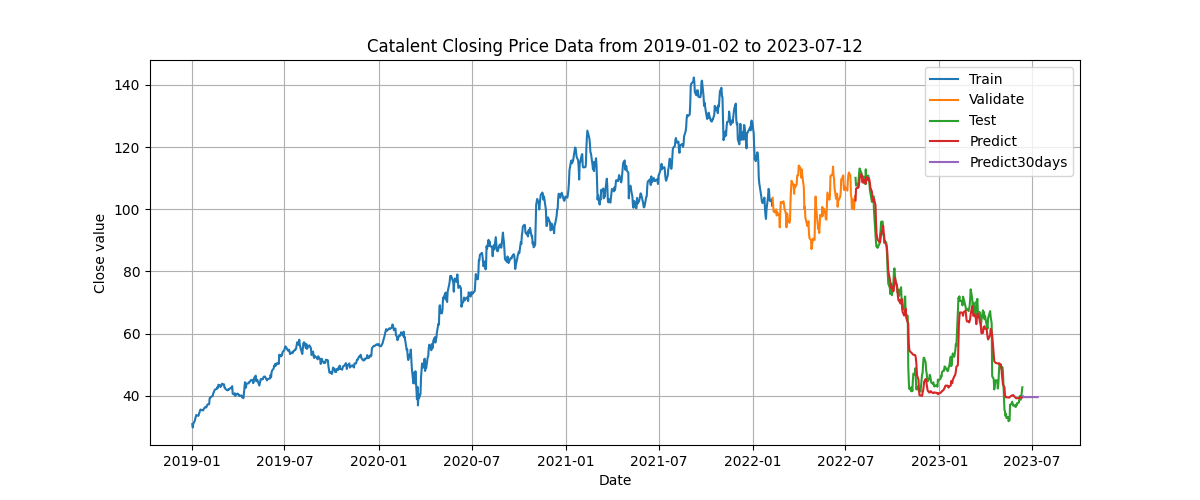 Catalent Closing Price Data from 2019-01-02 to 2023-07-12
Train
Validate
Test
Predict
Predict30days
Close value
140
120
100
80
60
40
2019-01 2019-07 2020-01 2020-07 2021-01 2021-07 2022-01 2022-07 2023-01 2023-07
Date